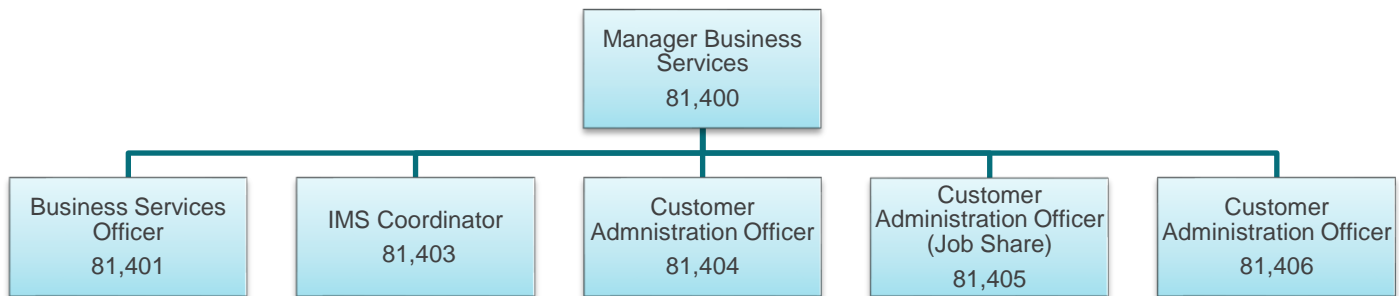 Manager Business
Services
81,400
Business Services
Officer
81,401
IMS Coordinator
81,403
Customer
Admnistration Officer
81,404
Customer
Administration Officer
(Job Share)
81,405
Customer
Administration Officer
81,406